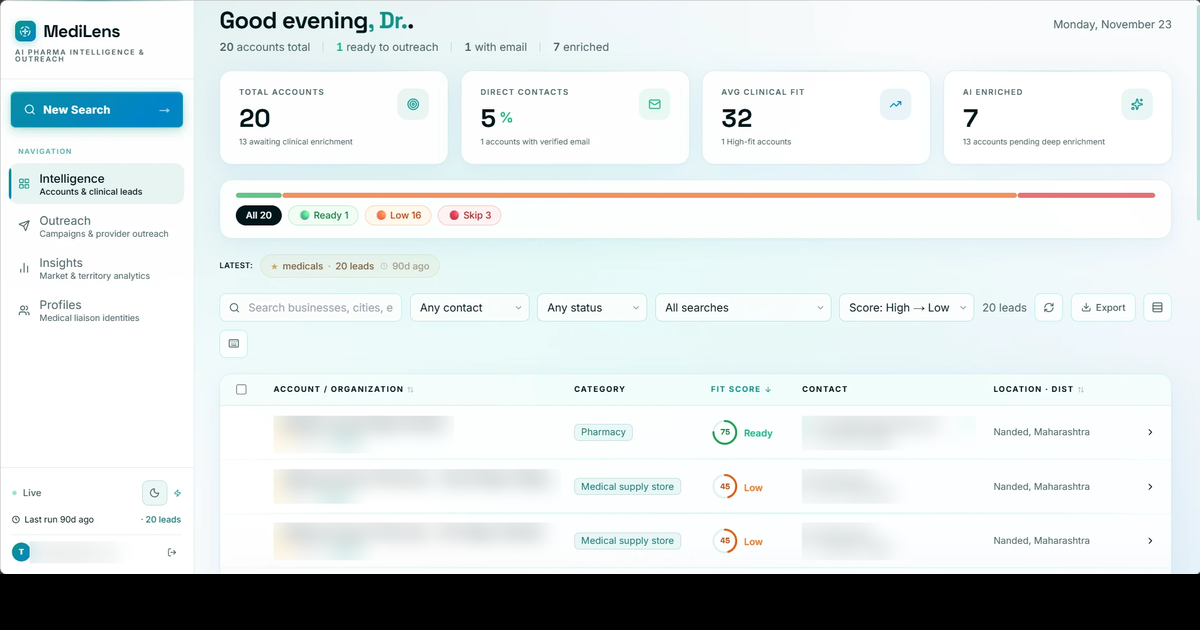 MediLens
AI PHARMA INTELLIGENCE &
OUTREACH
New Search →
NAVIGATION
Intelligence
Accounts & clinical leads
Outreach
Campaigns & provider outreach
Insights
Market & territory analytics
Profiles
Medical liaison identities
Live
Last run 90d ago · 20 leads
T
Good evening, Dr..
Monday, November 23
20 accounts total 1 ready to outreach 1 with email 7 enriched
TOTAL ACCOUNTS
20
13 awaiting clinical enrichment
DIRECT CONTACTS
5 %
1 accounts with verified email
AVG CLINICAL FIT
32
1 High-fit accounts
AI ENRICHED
7
13 accounts pending deep enrichment
All 20 Ready 1 Low 16 Skip 3
LATEST: ★ medicals · 20 leads 90d ago
Search businesses, cities, e Any contact Any status All searches Score: High → Low 20 leads Export
ACCOUNT / ORGANIZATION CATEGORY FIT SCORE ↓ CONTACT LOCATION · DIST
Pharmacy 75 Ready Nanded, Maharashtra
Medical supply store 45 Low Nanded, Maharashtra
Medical supply store 45 Low Nanded, Maharashtra